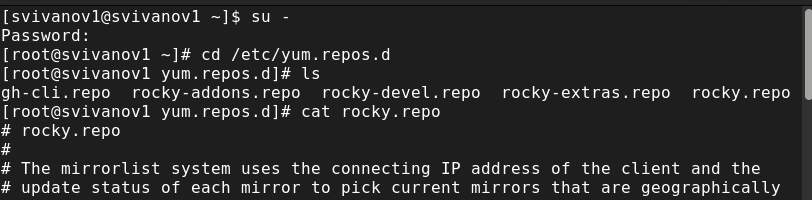 [svivanov1@svivanov1 ~]$ su -
Password:
[root@svivanov1 ~]# cd /etc/yum.repos.d
[root@svivanov1 yum.repos.d]# ls
gh-cli.repo  rocky-addons.repo  rocky-devel.repo  rocky-extras.repo  rocky.repo
[root@svivanov1 yum.repos.d]# cat rocky.repo
# rocky.repo
#
# The mirrorlist system uses the connecting IP address of the client and the
# update status of each mirror to pick current mirrors that are geographically